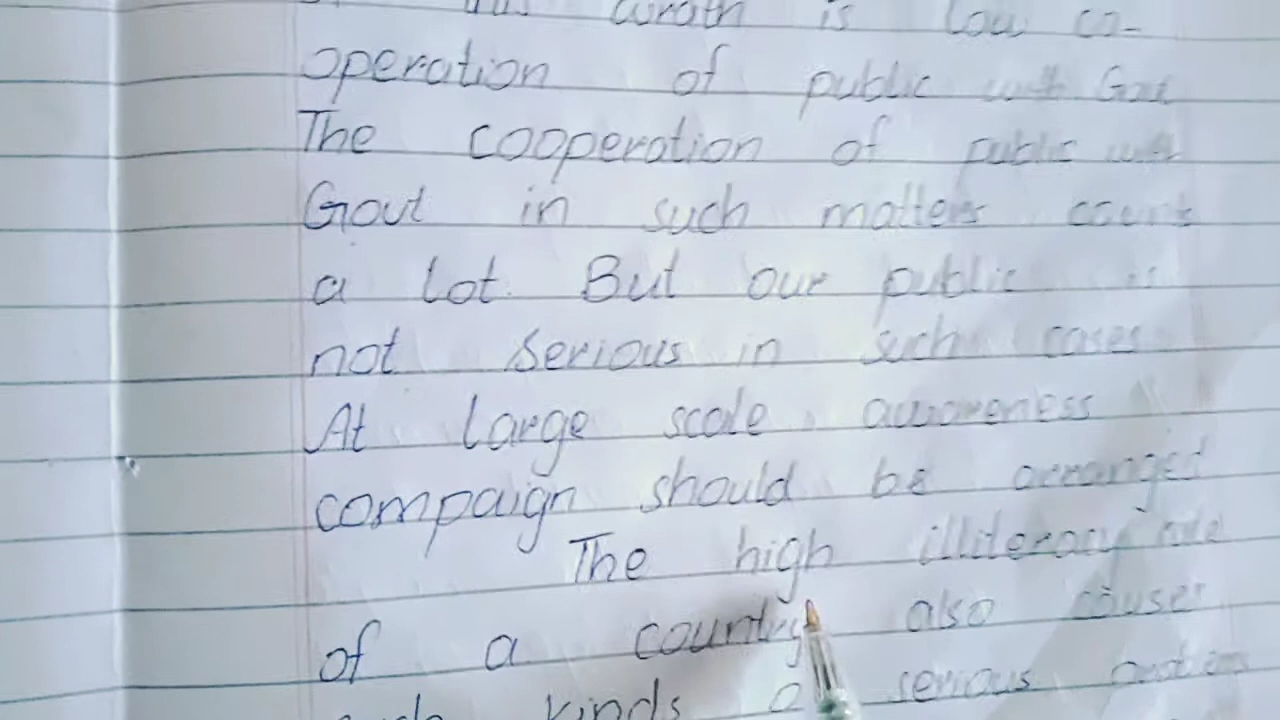 wrath is low co-
operation of public with Govt
The cooperation of public with
Govt in such matters counts
a lot. But our public is
not serious in such cases
At large scale awareness
compaign should be arranged
The high illiteracy rate
of a country also causes
such kinds o serious problem